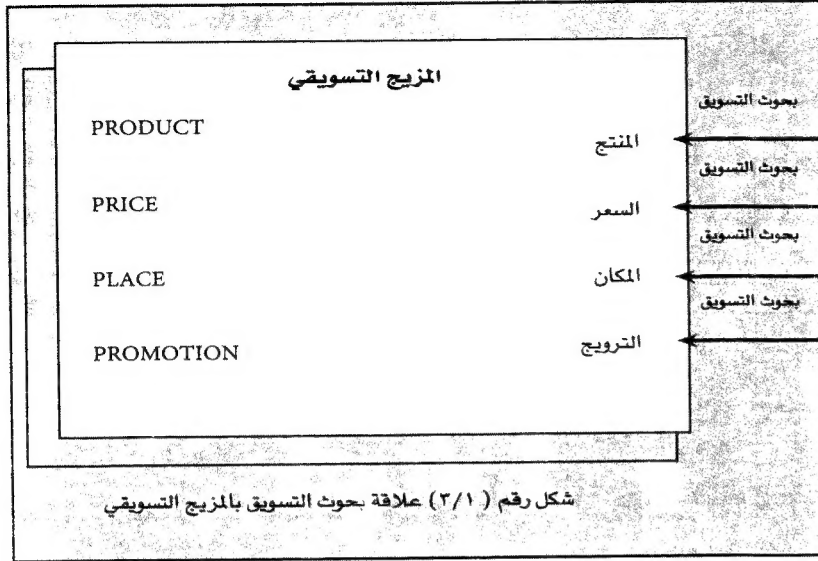 المزيج التسويقي
بحوث التسويق
المنتج PRODUCT
بحوث التسويق
السعر PRICE
بحوث التسويق
المكان PLACE
بحوث التسويق
الترويج PROMOTION
شكل رقم ( ٣/١ ) علاقة بحوث التسويق بالمزيج التسويقي